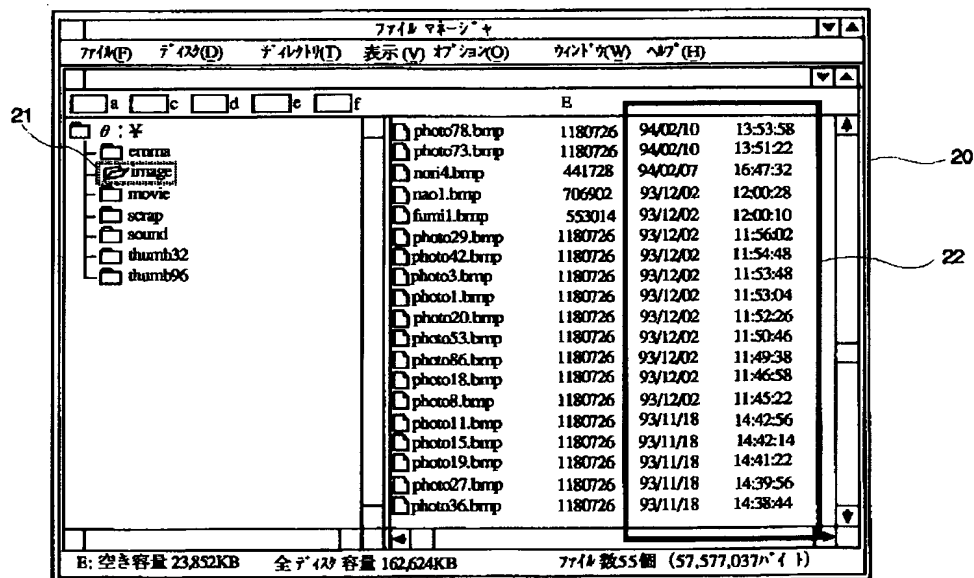 ファイル マネージャ
ファイル(F) ディスク(D) ディレクトリ(T) 表示(V) オプション(O) ウィンドウ(W) ヘルプ(H)
a c d e f E
21
20
22
e:¥
emma
image
movie
scrap
sound
thumb32
thumb96
photo78.bmp 1180726 94/02/10 13:53:58
photo73.bmp 1180726 94/02/10 13:51:22
nori4.bmp 441728 94/02/07 16:47:32
nao1.bmp 706902 93/12/02 12:00:28
fumi1.bmp 553014 93/12/02 12:00:10
photo29.bmp 1180726 93/12/02 11:56:02
photo42.bmp 1180726 93/12/02 11:54:48
photo3.bmp 1180726 93/12/02 11:53:48
photo1.bmp 1180726 93/12/02 11:53:04
photo20.bmp 1180726 93/12/02 11:52:26
photo53.bmp 1180726 93/12/02 11:50:46
photo86.bmp 1180726 93/12/02 11:49:38
photo18.bmp 1180726 93/12/02 11:46:58
photo8.bmp 1180726 93/12/02 11:45:22
photo11.bmp 1180726 93/11/18 14:42:56
photo15.bmp 1180726 93/11/18 14:42:14
photo19.bmp 1180726 93/11/18 14:41:22
photo27.bmp 1180726 93/11/18 14:39:56
photo36.bmp 1180726 93/11/18 14:38:44
E: 空き容量 23,852KB 全ディスク容量 162,624KB ファイル数55個 (57,577,037バイト)